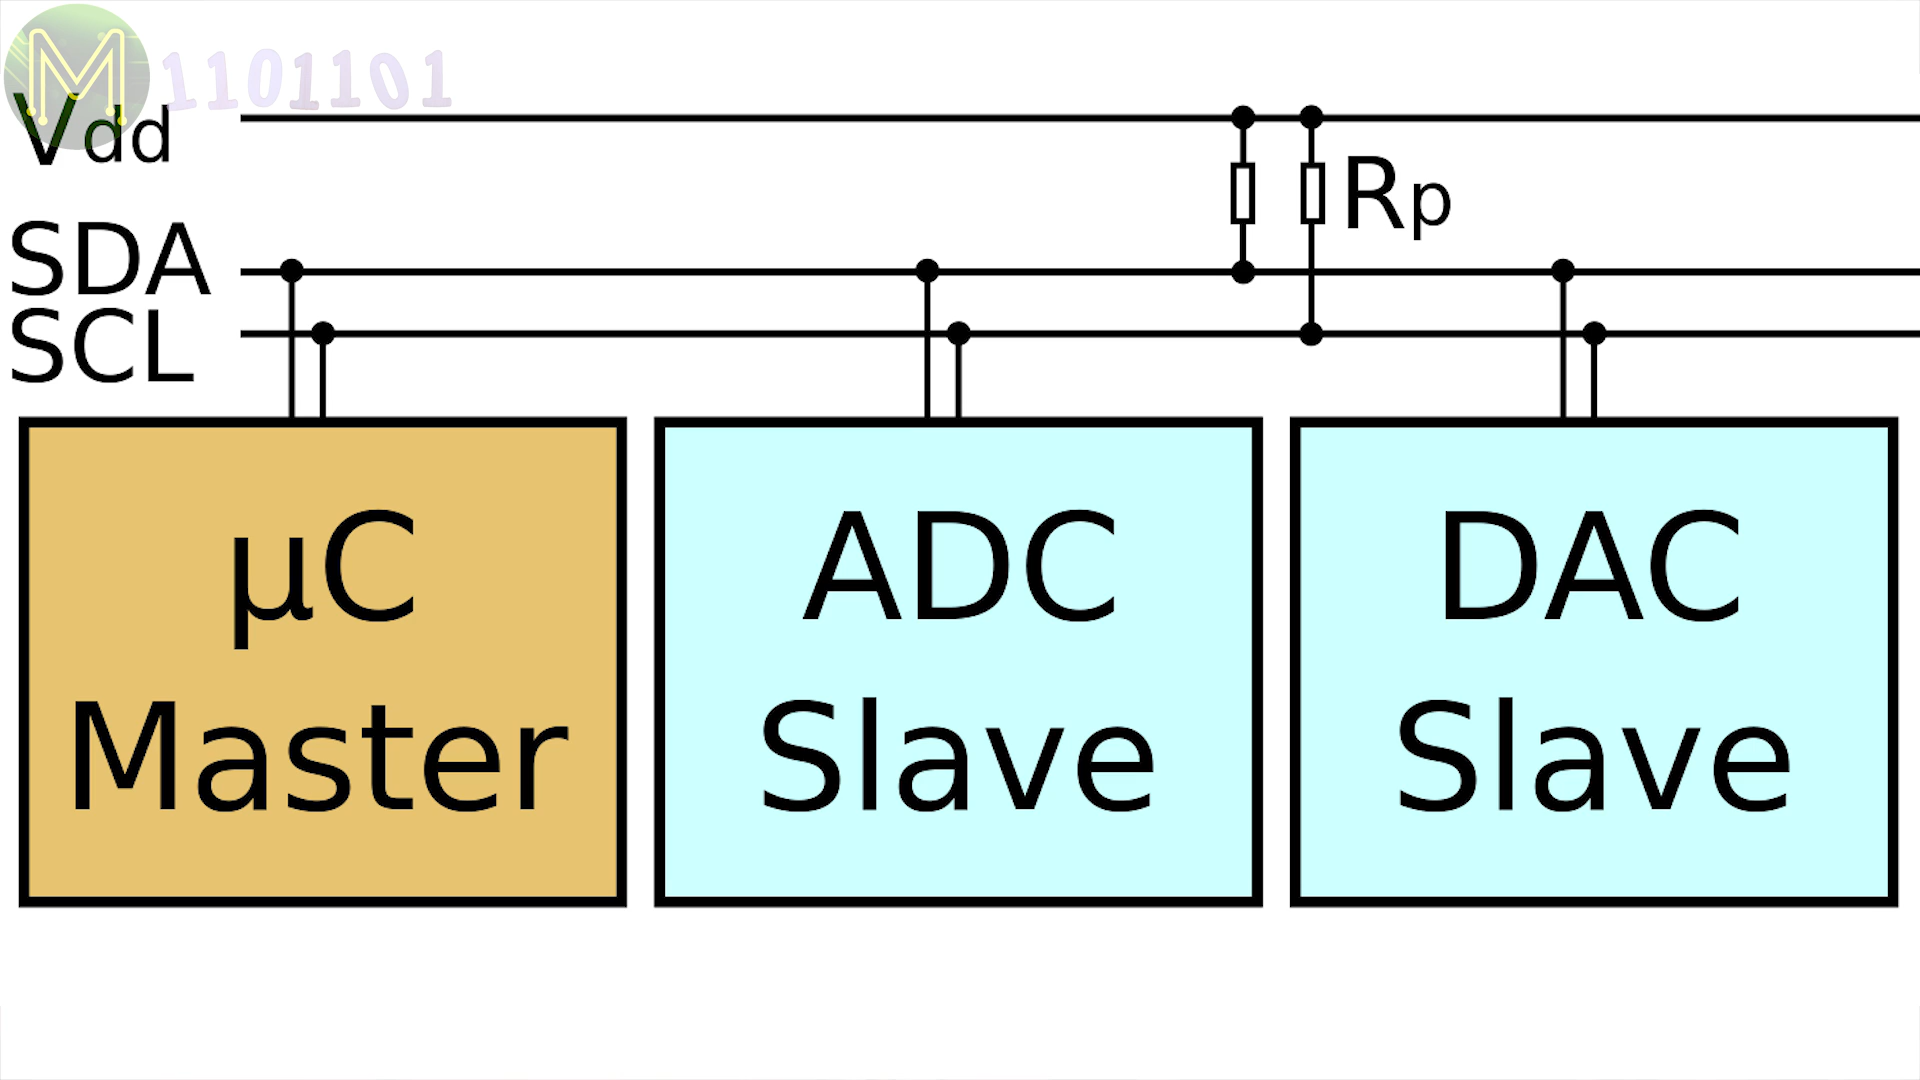 M 1101101
Vdd
Rp
SDA
SCL
µC
Master
ADC
Slave
DAC
Slave